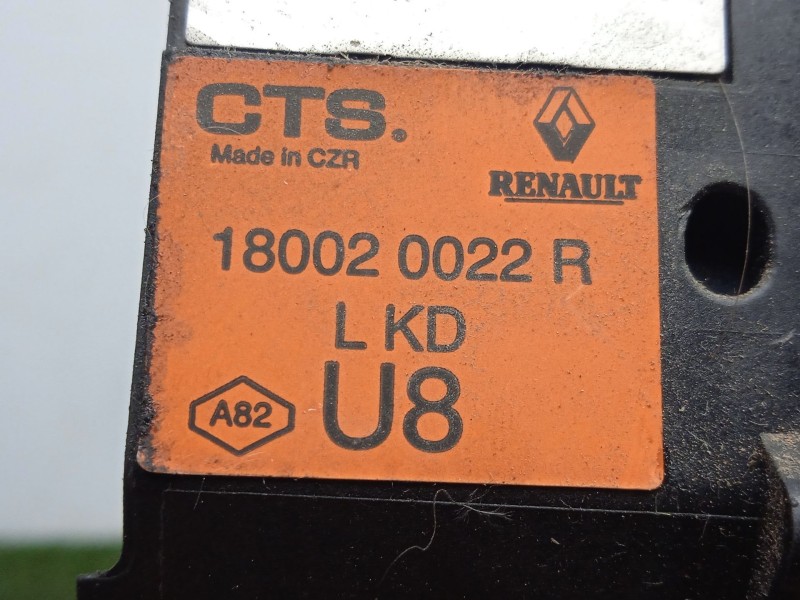 CTS.
Made in CZR
RENAULT
18002 0022 R
L KD
U8
A82